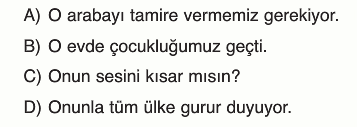 A) O arabayı tamire vermemiz gerekiyor.
B) O evde çocukluğumuz geçti.
C) Onun sesini kısar mısın?
D) Onunla tüm ülke gurur duyuyor.